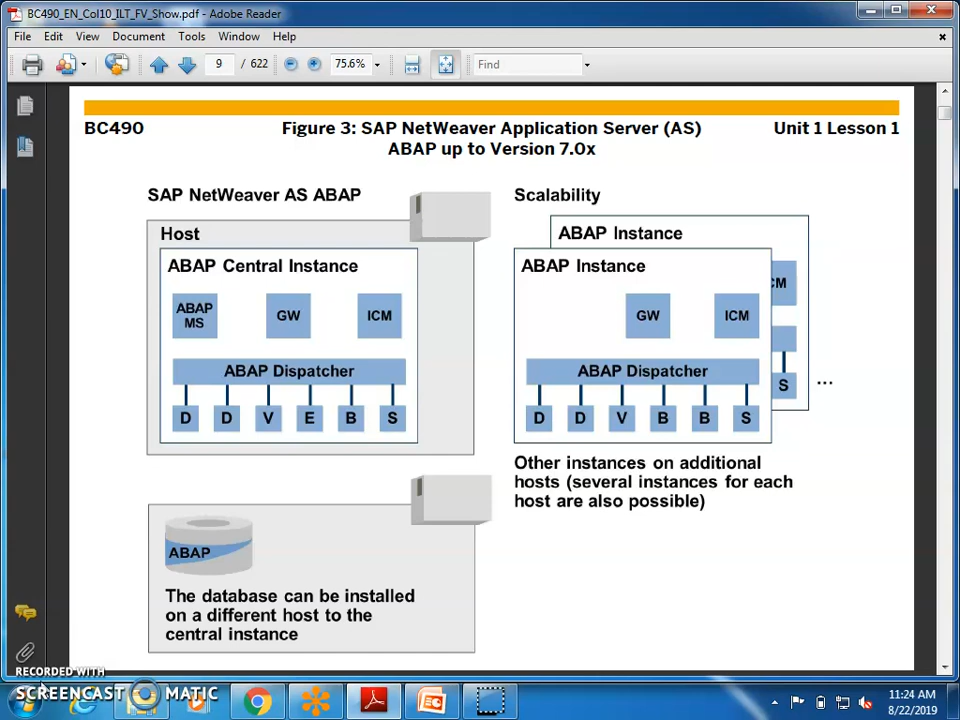 BC490_EN_Col10_ILT_FV_Show.pdf - Adobe Reader
File Edit View Document Tools Window Help
9 / 622 75.6% Find
BC490 Figure 3: SAP NetWeaver Application Server (AS) Unit 1 Lesson 1
ABAP up to Version 7.0x
SAP NetWeaver AS ABAP
Host
ABAP Central Instance
ABAP
MS
GW
ICM
ABAP Dispatcher
D D V E B S
Scalability
ABAP Instance
CM
S
...
ABAP Instance
GW
ICM
ABAP Dispatcher
D D V B B S
Other instances on additional
hosts (several instances for each
host are also possible)
ABAP
The database can be installed
on a different host to the
central instance
RECORDED WITH
SCREENCAST MATIC
11:24 AM
8/22/2019